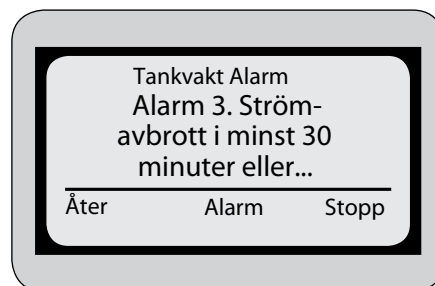 Tankvakt Alarm
Alarm 3. Ström-
avbrott i minst 30
minuter eller...
Åter Alarm Stopp